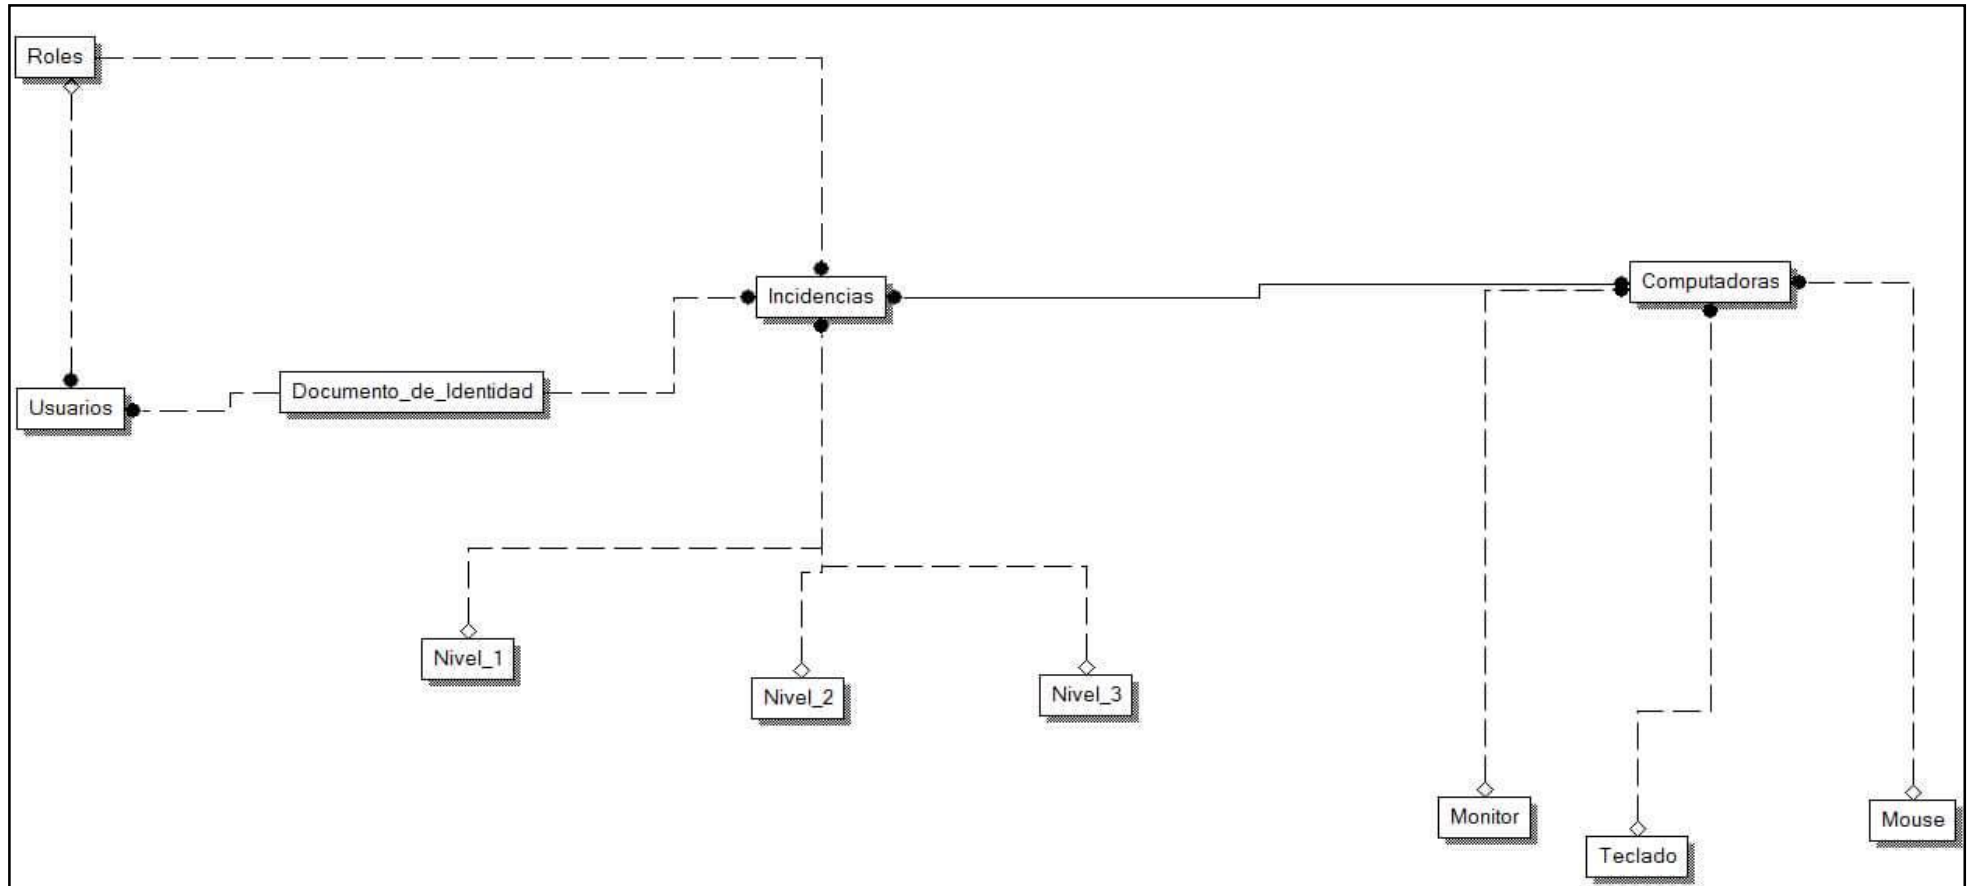 Roles
Incidencias
Computadoras
Usuarios
Documento_de_Identidad
Nivel_1
Nivel_2
Nivel_3
Monitor
Teclado
Mouse